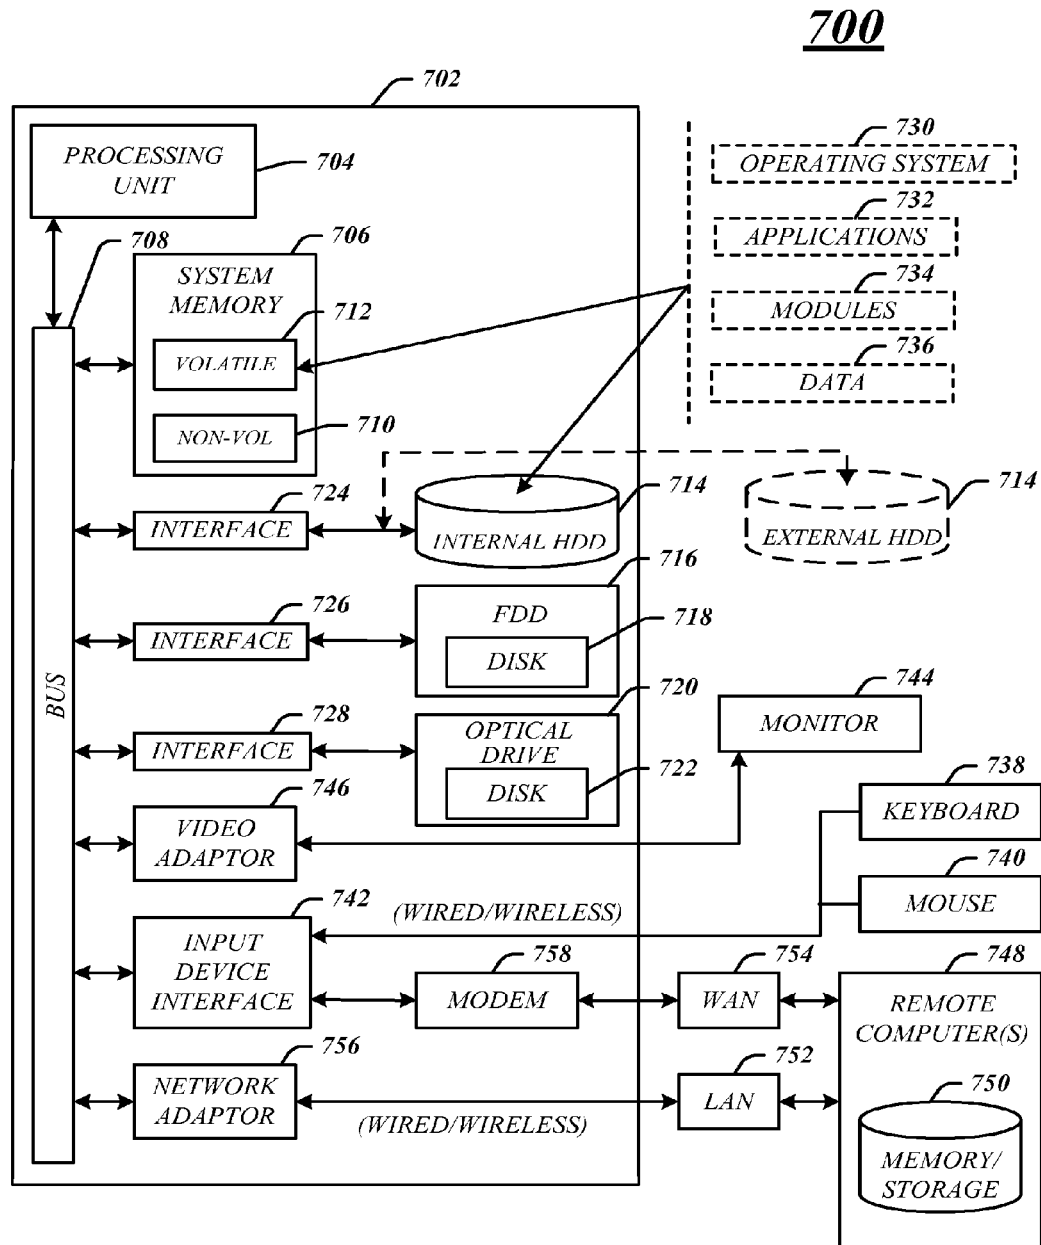 700
702
PROCESSING
UNIT
704
730
OPERATING SYSTEM
732
APPLICATIONS
734
MODULES
736
DATA
708
706
SYSTEM
MEMORY
712
VOLATILE
710
NON-VOL
BUS
724
INTERFACE
714
INTERNAL HDD
714
EXTERNAL HDD
716
FDD
726
INTERFACE
718
DISK
720
OPTICAL
DRIVE
728
INTERFACE
722
DISK
744
MONITOR
746
VIDEO
ADAPTOR
738
KEYBOARD
740
MOUSE
742
INPUT
DEVICE
INTERFACE
(WIRED/WIRELESS)
758
MODEM
754
WAN
748
REMOTE
COMPUTER(S)
756
NETWORK
ADAPTOR
(WIRED/WIRELESS)
752
LAN
750
MEMORY/
STORAGE